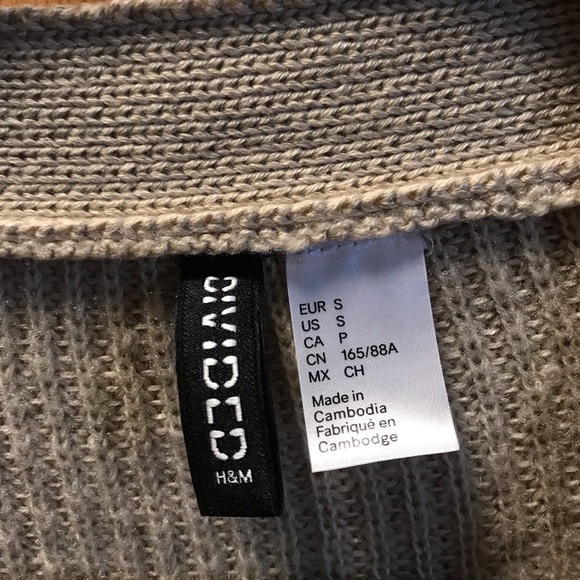 DIVIDED
H&M
EUR S
US S
CA P
CN 165/88A
MX CH
Made in
Cambodia
Fabriqué en
Cambodge